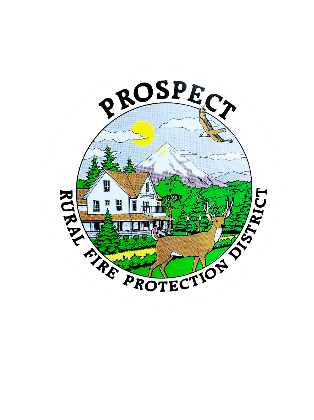 PROSPECT
RURAL FIRE PROTECTION DISTRICT